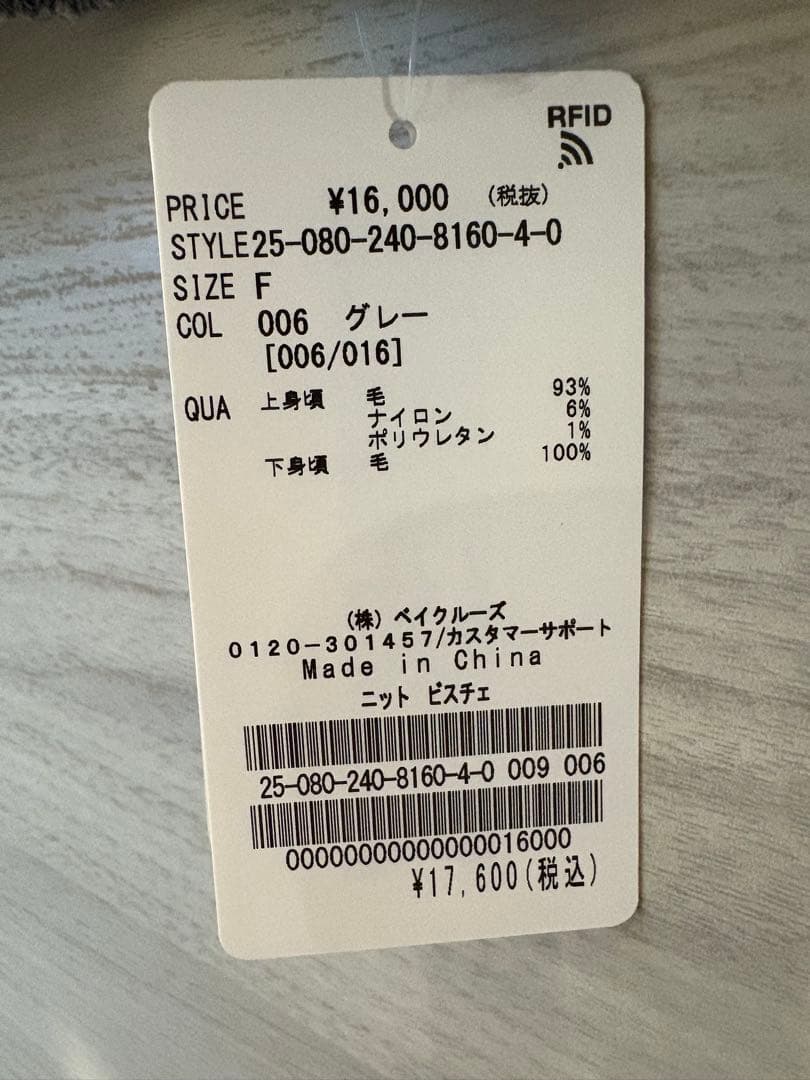 RFID
PRICE ¥16,000 (税抜)
STYLE25-080-240-8160-4-0
SIZE F
COL 006 グレー
[006/016]
QUA 上身頃 毛 93%
ナイロン 6%
ポリウレタン 1%
下身頃 毛 100%
(株) ベイクルーズ
0120-301457/カスタマーサポート
Made in China
ニット ビスチェ
25-080-240-8160-4-0 009 006
00000000000000016000
¥17,600(税込)